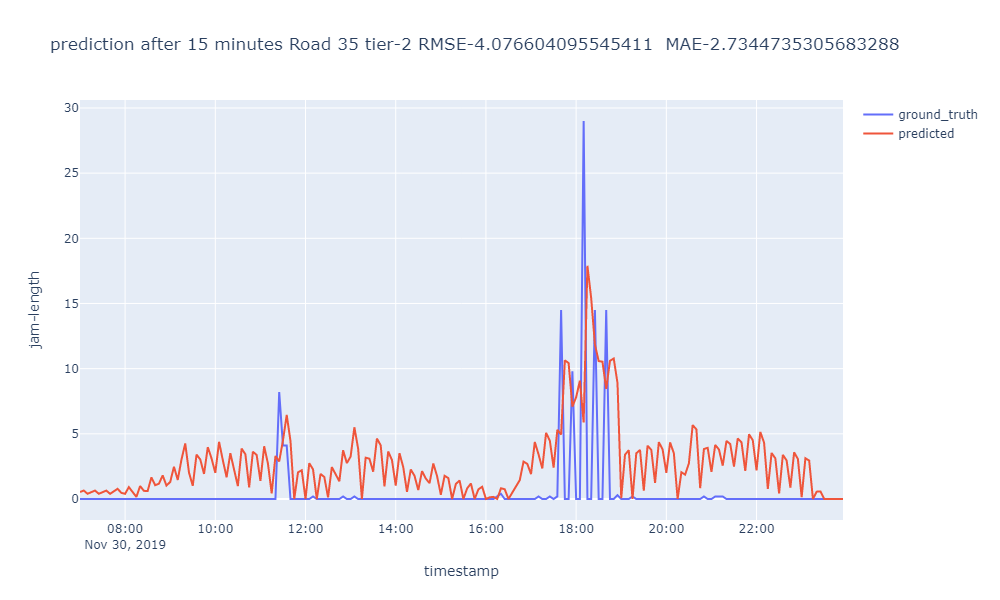 prediction after 15 minutes Road 35 tier-2 RMSE-4.076604095545411  MAE-2.7344735305683288
ground_truth
predicted
30
25
20
15
10
5
0
jam-length
08:00 10:00 12:00 14:00 16:00 18:00 20:00 22:00
Nov 30, 2019
timestamp